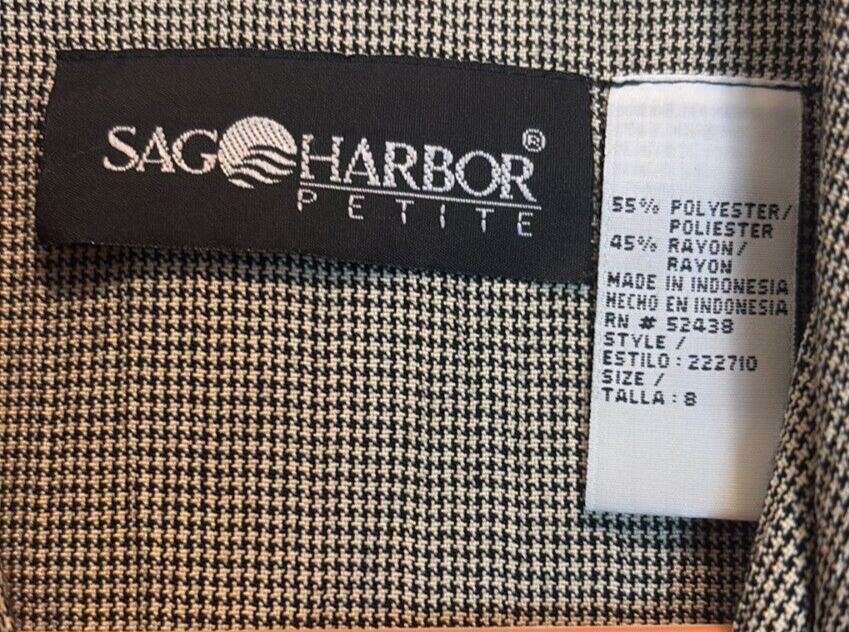 SAG HARBOR®
PETITE
55% POLYESTER/
POLIESTER
45% RAYON/
RAYON
MADE IN INDONESIA
HECHO EN INDONESIA
RN # 52438
STYLE /
ESTILO : 222710
SIZE /
TALLA : 8